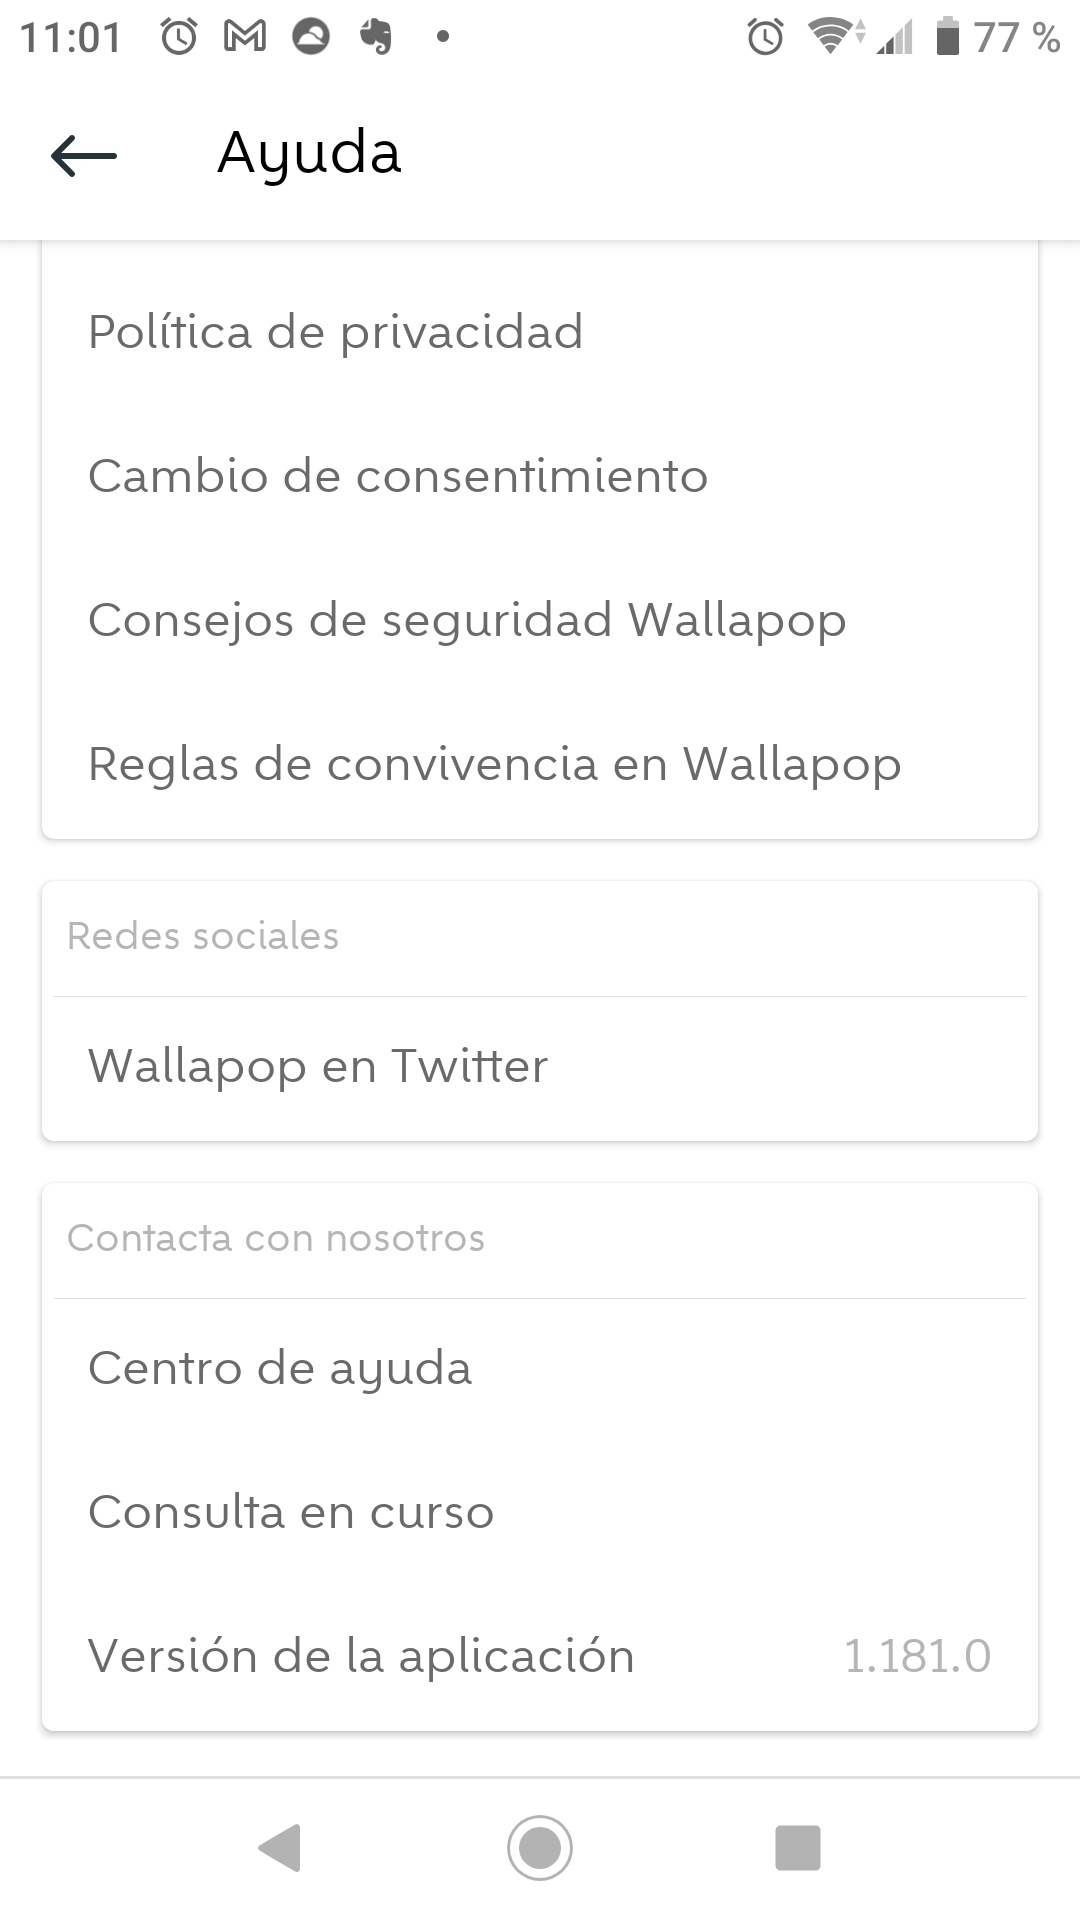 11:01
77 %
Ayuda
Política de privacidad
Cambio de consentimiento
Consejos de seguridad Wallapop
Reglas de convivencia en Wallapop
Redes sociales
Wallapop en Twitter
Contacta con nosotros
Centro de ayuda
Consulta en curso
Versión de la aplicación 1.181.0